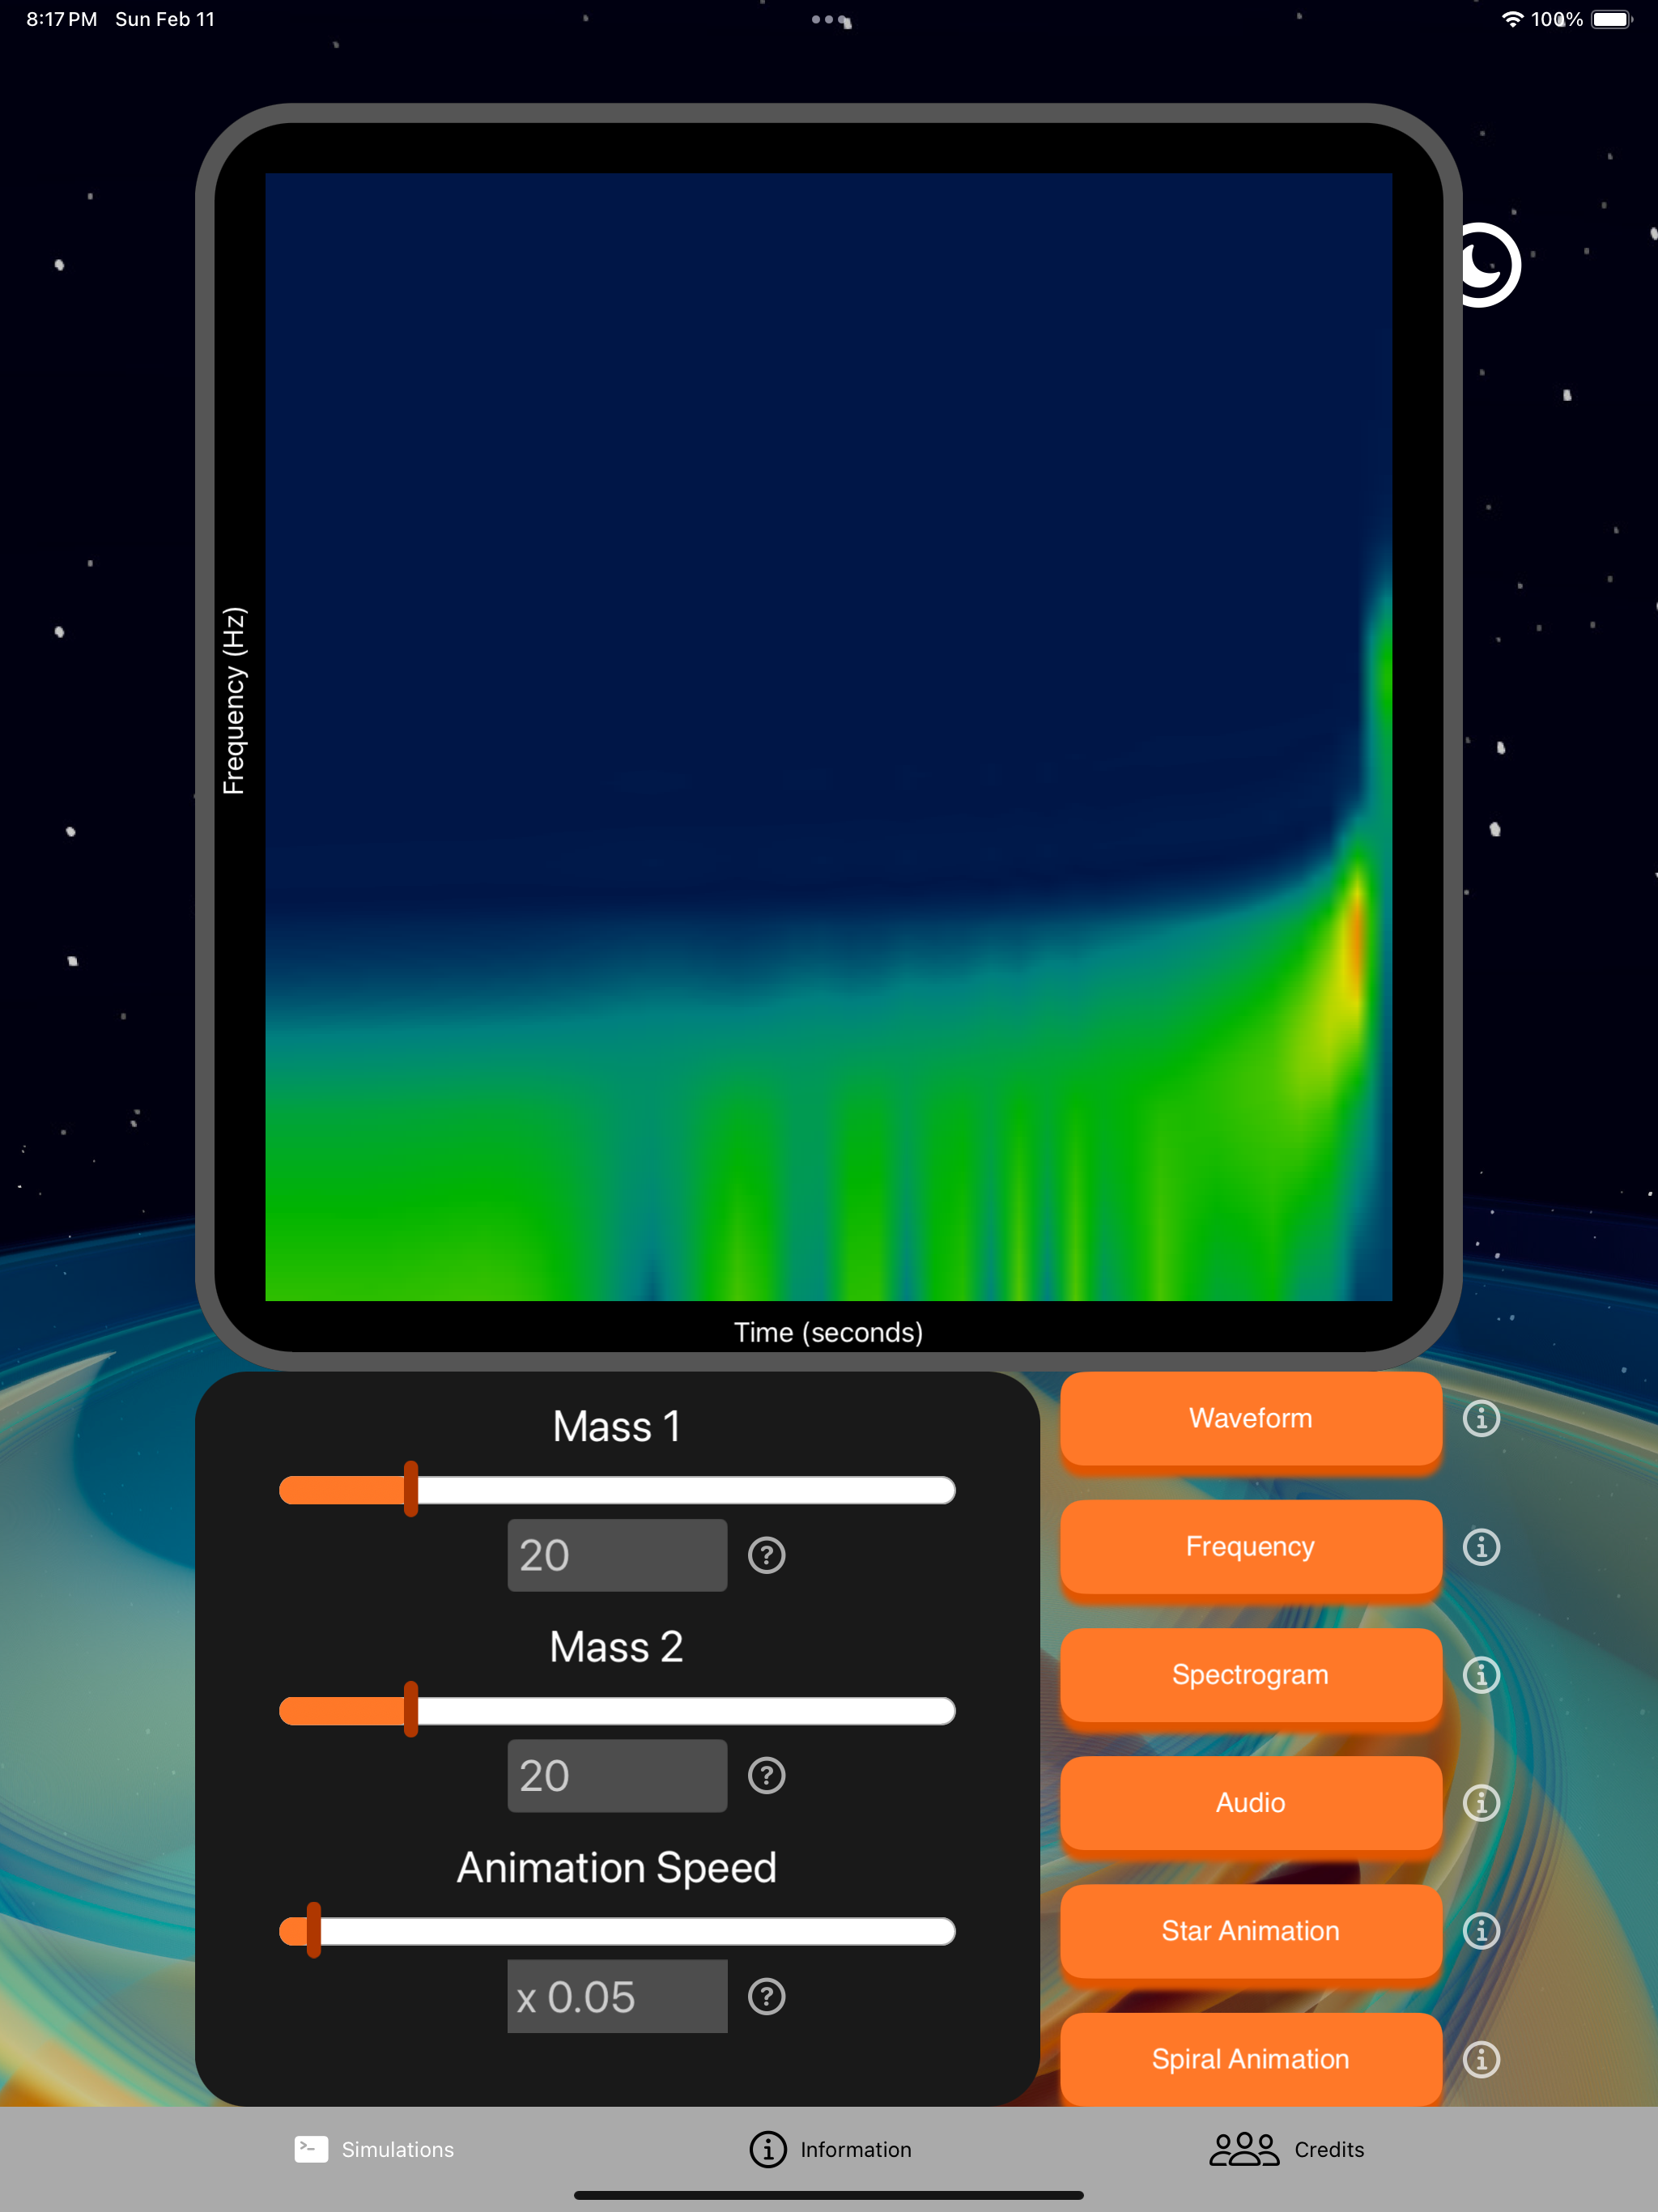 8:17 PM Sun Feb 11
100%
Frequency (Hz)
Time (seconds)
Mass 1
20
Mass 2
20
Animation Speed
x 0.05
Waveform
Frequency
Spectrogram
Audio
Star Animation
Spiral Animation
Simulations
Information
Credits